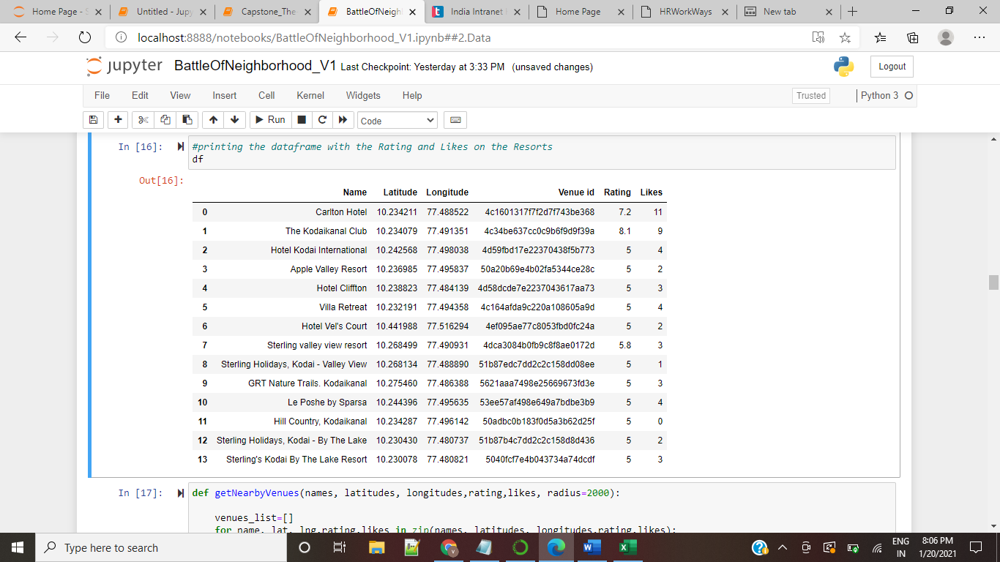 Home Page - S
Untitled - Jupy
Capstone_The
BattleOfNeighl
India Intranet
Home Page
HRWorkWays
New tab
localhost:8888/notebooks/BattleOfNeighborhood_V1.ipynb##2.Data
jupyter BattleOfNeighborhood_V1 Last Checkpoint: Yesterday at 3:33 PM (unsaved changes)
Logout
File Edit View Insert Cell Kernel Widgets Help
Trusted
Python 3
Run
Code
In [16]:
#printing the dataframe with the Rating and Likes on the Resorts
df
Out[16]:
Name Latitude Longitude Venue id Rating Likes
0 Carlton Hotel 10.234211 77.488522 4c1601317f7f2d7f743be368 7.2 11
1 The Kodaikanal Club 10.234079 77.491351 4c34be637cc0c9b6f9d9f39a 8.1 9
2 Hotel Kodai International 10.242568 77.498038 4d59fbd17e22370438f5b773 5 4
3 Apple Valley Resort 10.236985 77.495837 50a20b69e4b02fa5344ce28c 5 2
4 Hotel Cliffton 10.238823 77.484139 4d58dcde7e2237043617aa73 5 3
5 Villa Retreat 10.232191 77.494358 4c164afda9c220a108605a9d 5 4
6 Hotel Vel's Court 10.441988 77.516294 4ef095ae77c8053fbd0fc24a 5 2
7 Sterling valley view resort 10.268499 77.490931 4dca3084b0fb9c8f8ae0172d 5.8 3
8 Sterling Holidays, Kodai - Valley View 10.268134 77.488890 51b87edc7dd2c2c158dd08ee 5 1
9 GRT Nature Trails. Kodaikanal 10.275460 77.486388 5621aaa7498e25669673fd3e 5 3
10 Le Poshe by Sparsa 10.244396 77.495635 53ee57af498e649a7bdbe3b9 5 4
11 Hill Country, Kodaikanal 10.234287 77.496142 50adbc0b183f0d5a3b62d25f 5 0
12 Sterling Holidays, Kodai - By The Lake 10.230430 77.480737 51b87b4c7dd2c2c158d8d436 5 2
13 Sterling's Kodai By The Lake Resort 10.230078 77.480821 5040fcf7e4b043734a74dcdf 5 3
In [17]:
def getNearbyVenues(names, latitudes, longitudes,rating,likes, radius=2000):
venues_list=[]
for name, lat, lng,rating,likes in zip(names, latitudes, longitudes,rating,likes):
Type here to search
ENG
IN
8:06 PM
1/20/2021